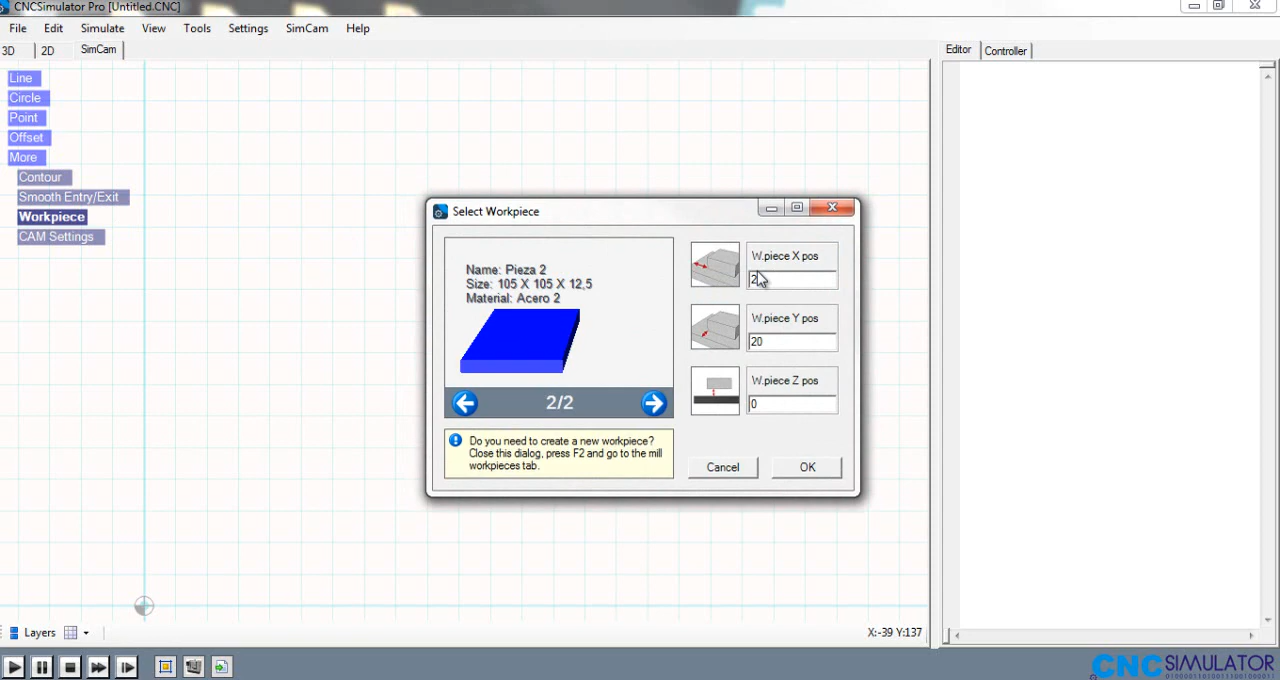 CNCSimulator Pro [Untitled.CNC]
File Edit Simulate View Tools Settings SimCam Help
3D 2D SimCam
Editor Controller
Line
Circle
Point
Offset
More
Contour
Smooth Entry/Exit
Workpiece
CAM Settings
Select Workpiece
Name: Pieza 2
Size: 105 X 105 X 12,5
Material: Acero 2
2/2
Do you need to create a new workpiece?
Close this dialog, press F2 and go to the mill
workpieces tab.
W.piece X pos
W.piece Y pos
20
W.piece Z pos
0
Cancel OK
Layers
X:-39 Y:137
CNCSIMULATOR